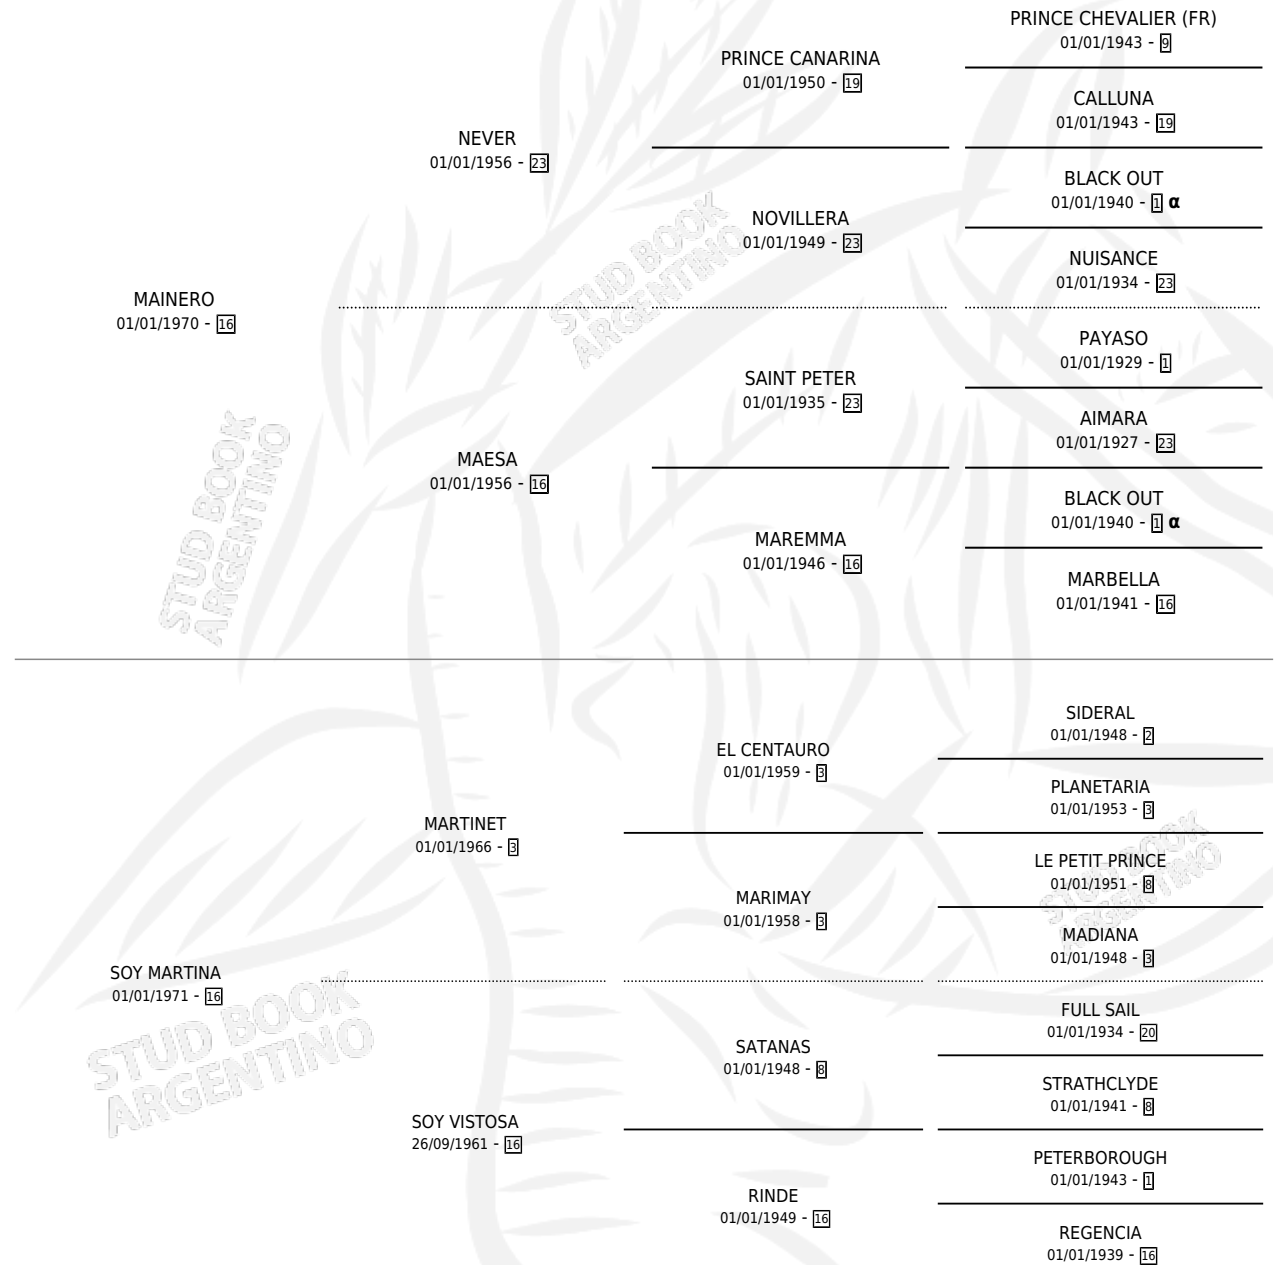 PRINCE CHEVALIER (FR)
01/01/1943 - 9
PRINCE CANARINA
01/01/1950 - 19
CALLUNA
01/01/1943 - 19
NEVER
01/01/1956 - 23
BLACK OUT
01/01/1940 - 1 α
NOVILLERA
01/01/1949 - 23
NUISANCE
01/01/1934 - 23
MAINERO
01/01/1970 - 16
PAYASO
01/01/1929 - 1
SAINT PETER
01/01/1935 - 23
AIMARA
01/01/1927 - 23
MAESA
01/01/1956 - 16
BLACK OUT
01/01/1940 - 1 α
MAREMMA
01/01/1946 - 16
MARBELLA
01/01/1941 - 16
SIDERAL
01/01/1948 - 2
EL CENTAURO
01/01/1959 - 3
PLANETARIA
01/01/1953 - 3
MARTINET
01/01/1966 - 3
LE PETIT PRINCE
01/01/1951 - 8
MARIMAY
01/01/1958 - 3
MADIANA
01/01/1948 - 3
SOY MARTINA
01/01/1971 - 16
FULL SAIL
01/01/1934 - 20
SATANAS
01/01/1948 - 8
STRATHCLYDE
01/01/1941 - 8
SOY VISTOSA
26/09/1961 - 16
PETERBOROUGH
01/01/1943 - 1
RINDE
01/01/1949 - 16
REGENCIA
01/01/1939 - 16
STUD BOOK
ARGENTINO
STUD BOOK
ARGENTINO
STUD BOOK
ARGENTINO
STUD BOOK
ARGENTINO